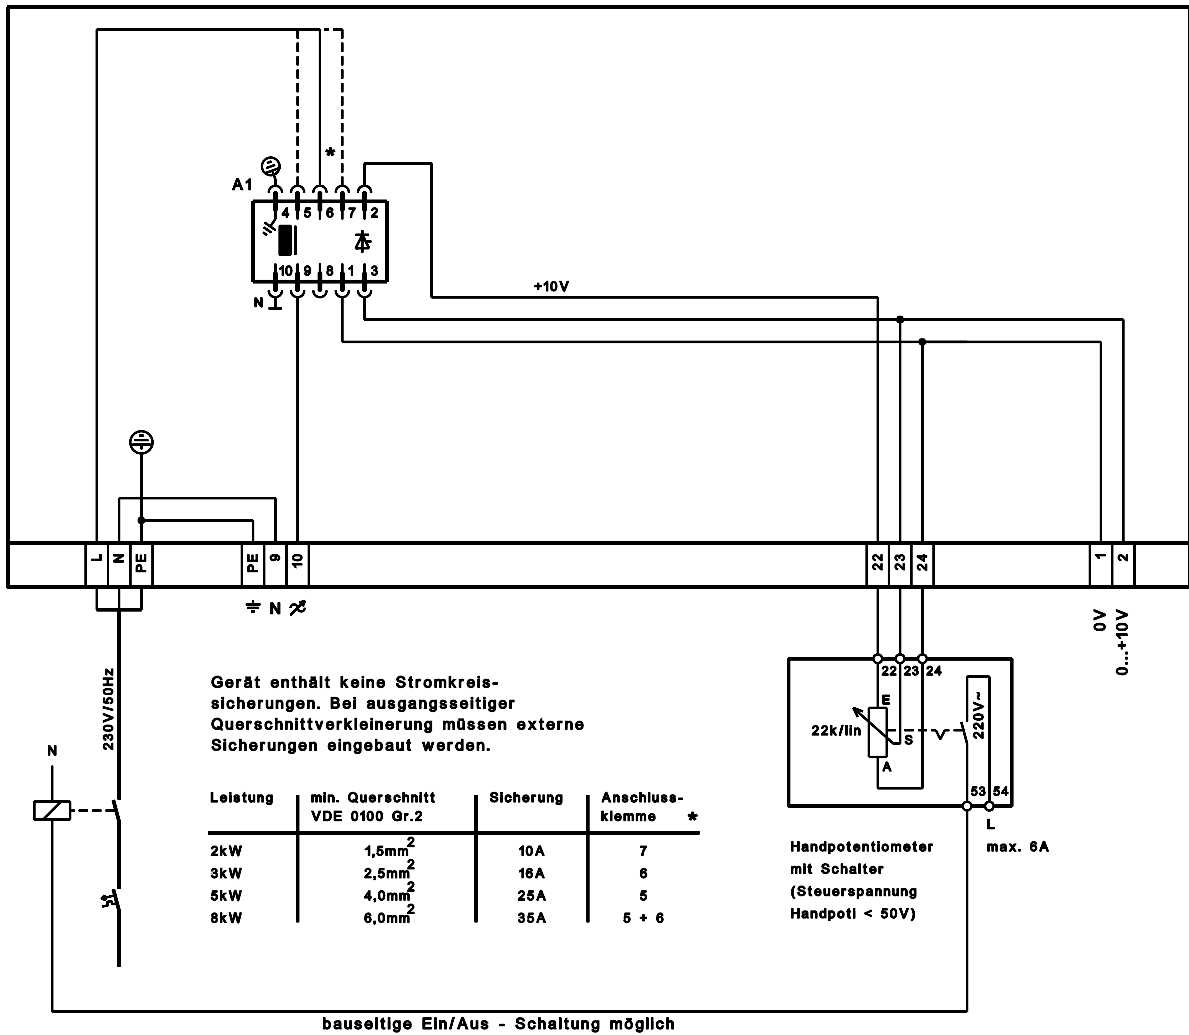 *
A1
4 5 6 7 2
10 9 8 1 3
N
+10V
L N PE PE 9 10 22 23 24 1 2
N
0V
0...+10V
230V/50Hz
Gerät enthält keine Stromkreis-
sicherungen. Bei ausgangsseitiger
Querschnittverkleinerung müssen externe
Sicherungen eingebaut werden.
N
Leistung min. Querschnitt Sicherung Anschluss-
VDE 0100 Gr.2 klemme *
2kW 1,5mm² 10A 7
3kW 2,5mm² 16A 6
5kW 4,0mm² 25A 5
8kW 6,0mm² 35A 5 + 6
22 23 24
E
22k/lin
S
A
220V~
53 54
L
max. 6A
Handpotentiometer
mit Schalter
(Steuerspannung
Handpoti < 50V)
bauseitige Ein/Aus - Schaltung möglich